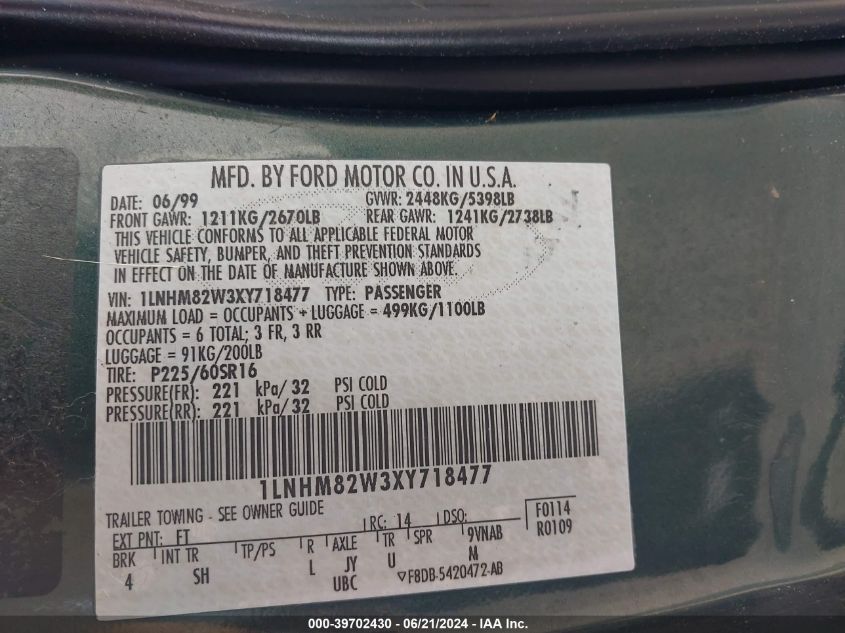 MFD. BY FORD MOTOR CO. IN U.S.A.
DATE: 06/99 GVWR: 2448KG/5398LB
FRONT GAWR: 1211KG/2670LB REAR GAWR: 1241KG/2738LB
THIS VEHICLE CONFORMS TO ALL APPLICABLE FEDERAL MOTOR
VEHICLE SAFETY, BUMPER, AND THEFT PREVENTION STANDARDS
IN EFFECT ON THE DATE OF MANUFACTURE SHOWN ABOVE.
VIN: 1LNHM82W3XY718477 TYPE: PASSENGER
MAXIMUM LOAD = OCCUPANTS + LUGGAGE = 499KG/1100LB
OCCUPANTS = 6 TOTAL; 3 FR, 3 RR
LUGGAGE = 91KG/200LB
TIRE: P225/60SR16
PRESSURE(FR): 221 kPa/ 32 PSI COLD
PRESSURE(RR): 221 kPa/ 32 PSI COLD
1LNHM82W3XY718477
TRAILER TOWING - SEE OWNER GUIDE
EXT PNT: FT RC: 14 DSO: F0114
R0109
BRK INT TR TP/PS R AXLE TR SPR 9VNAB
4 SH L JY U M
UBC F8DB-5420472-AB
000-39702430 - 06/21/2024 - IAA Inc.